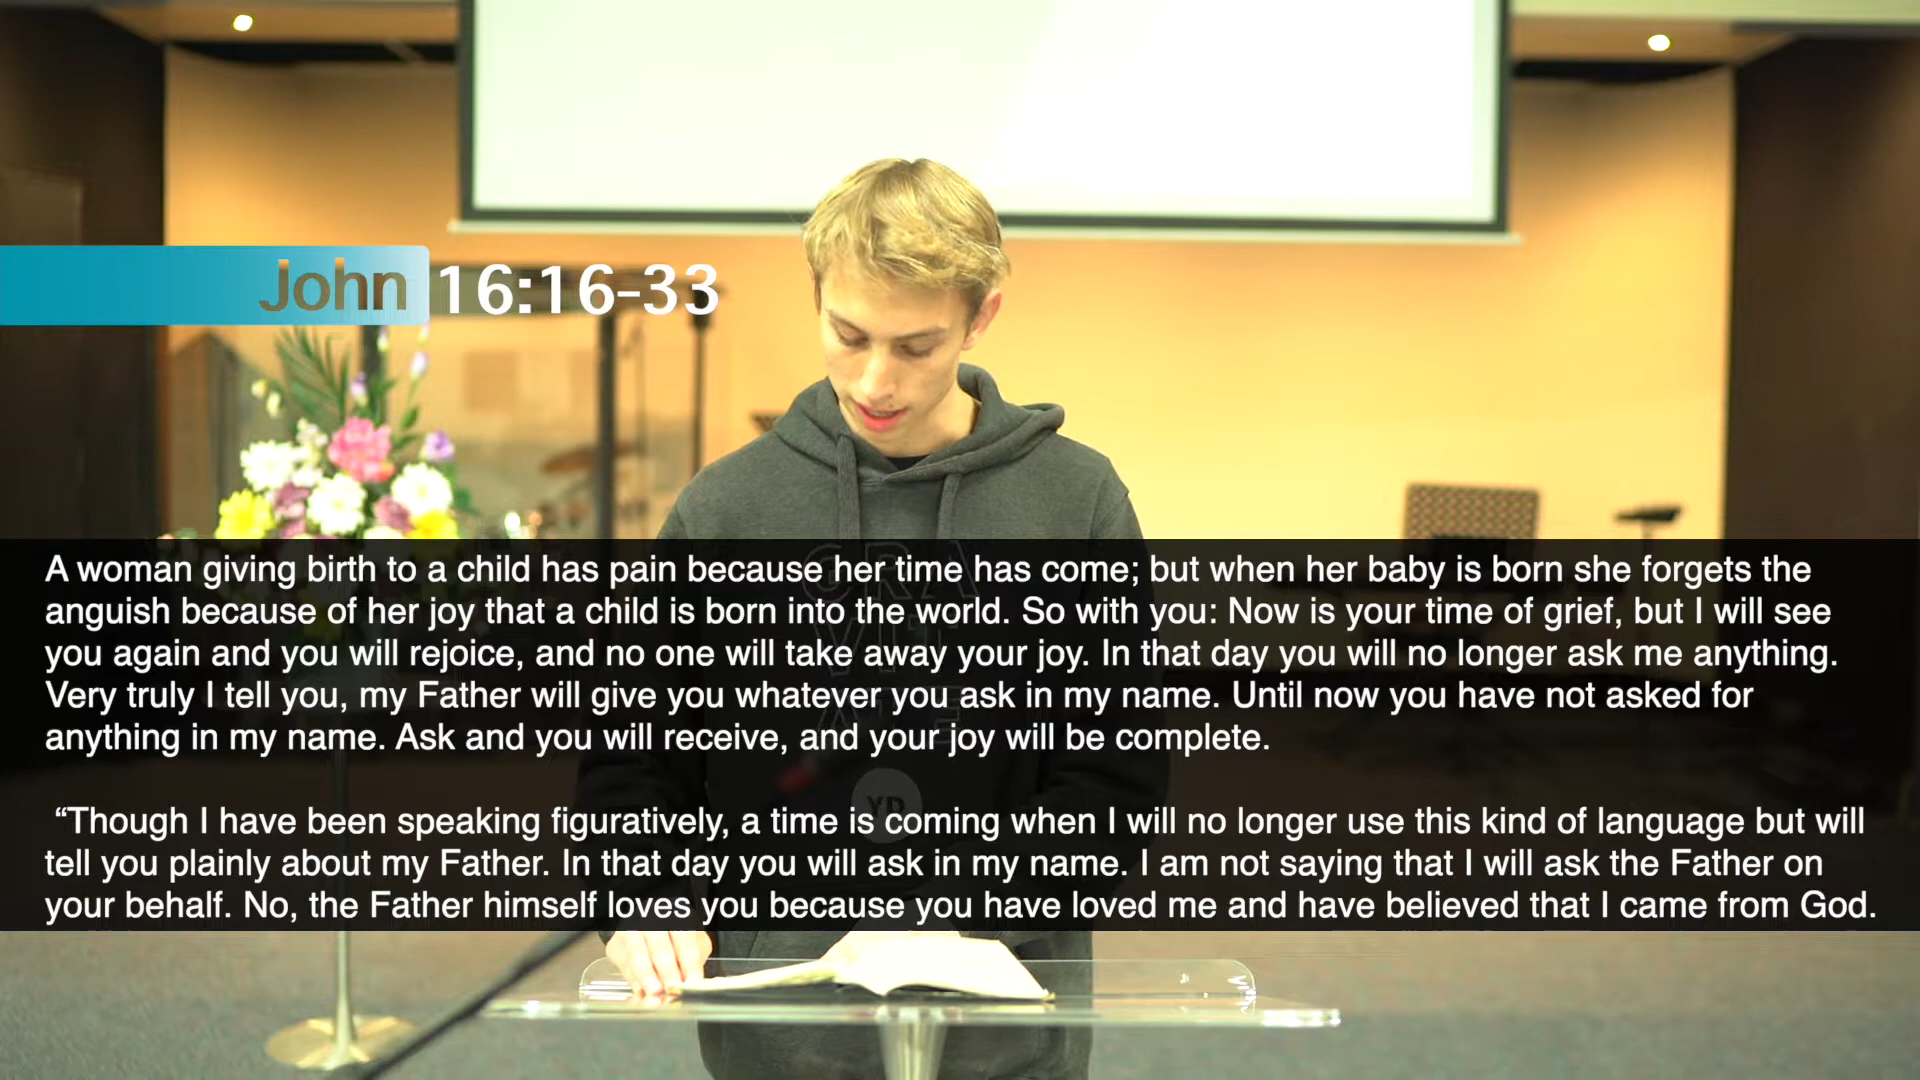 John 16:16-33
A woman giving birth to a child has pain because her time has come; but when her baby is born she forgets the
anguish because of her joy that a child is born into the world. So with you: Now is your time of grief, but I will see
you again and you will rejoice, and no one will take away your joy. In that day you will no longer ask me anything.
Very truly I tell you, my Father will give you whatever you ask in my name. Until now you have not asked for
anything in my name. Ask and you will receive, and your joy will be complete.
“Though I have been speaking figuratively, a time is coming when I will no longer use this kind of language but will
tell you plainly about my Father. In that day you will ask in my name. I am not saying that I will ask the Father on
your behalf. No, the Father himself loves you because you have loved me and have believed that I came from God.